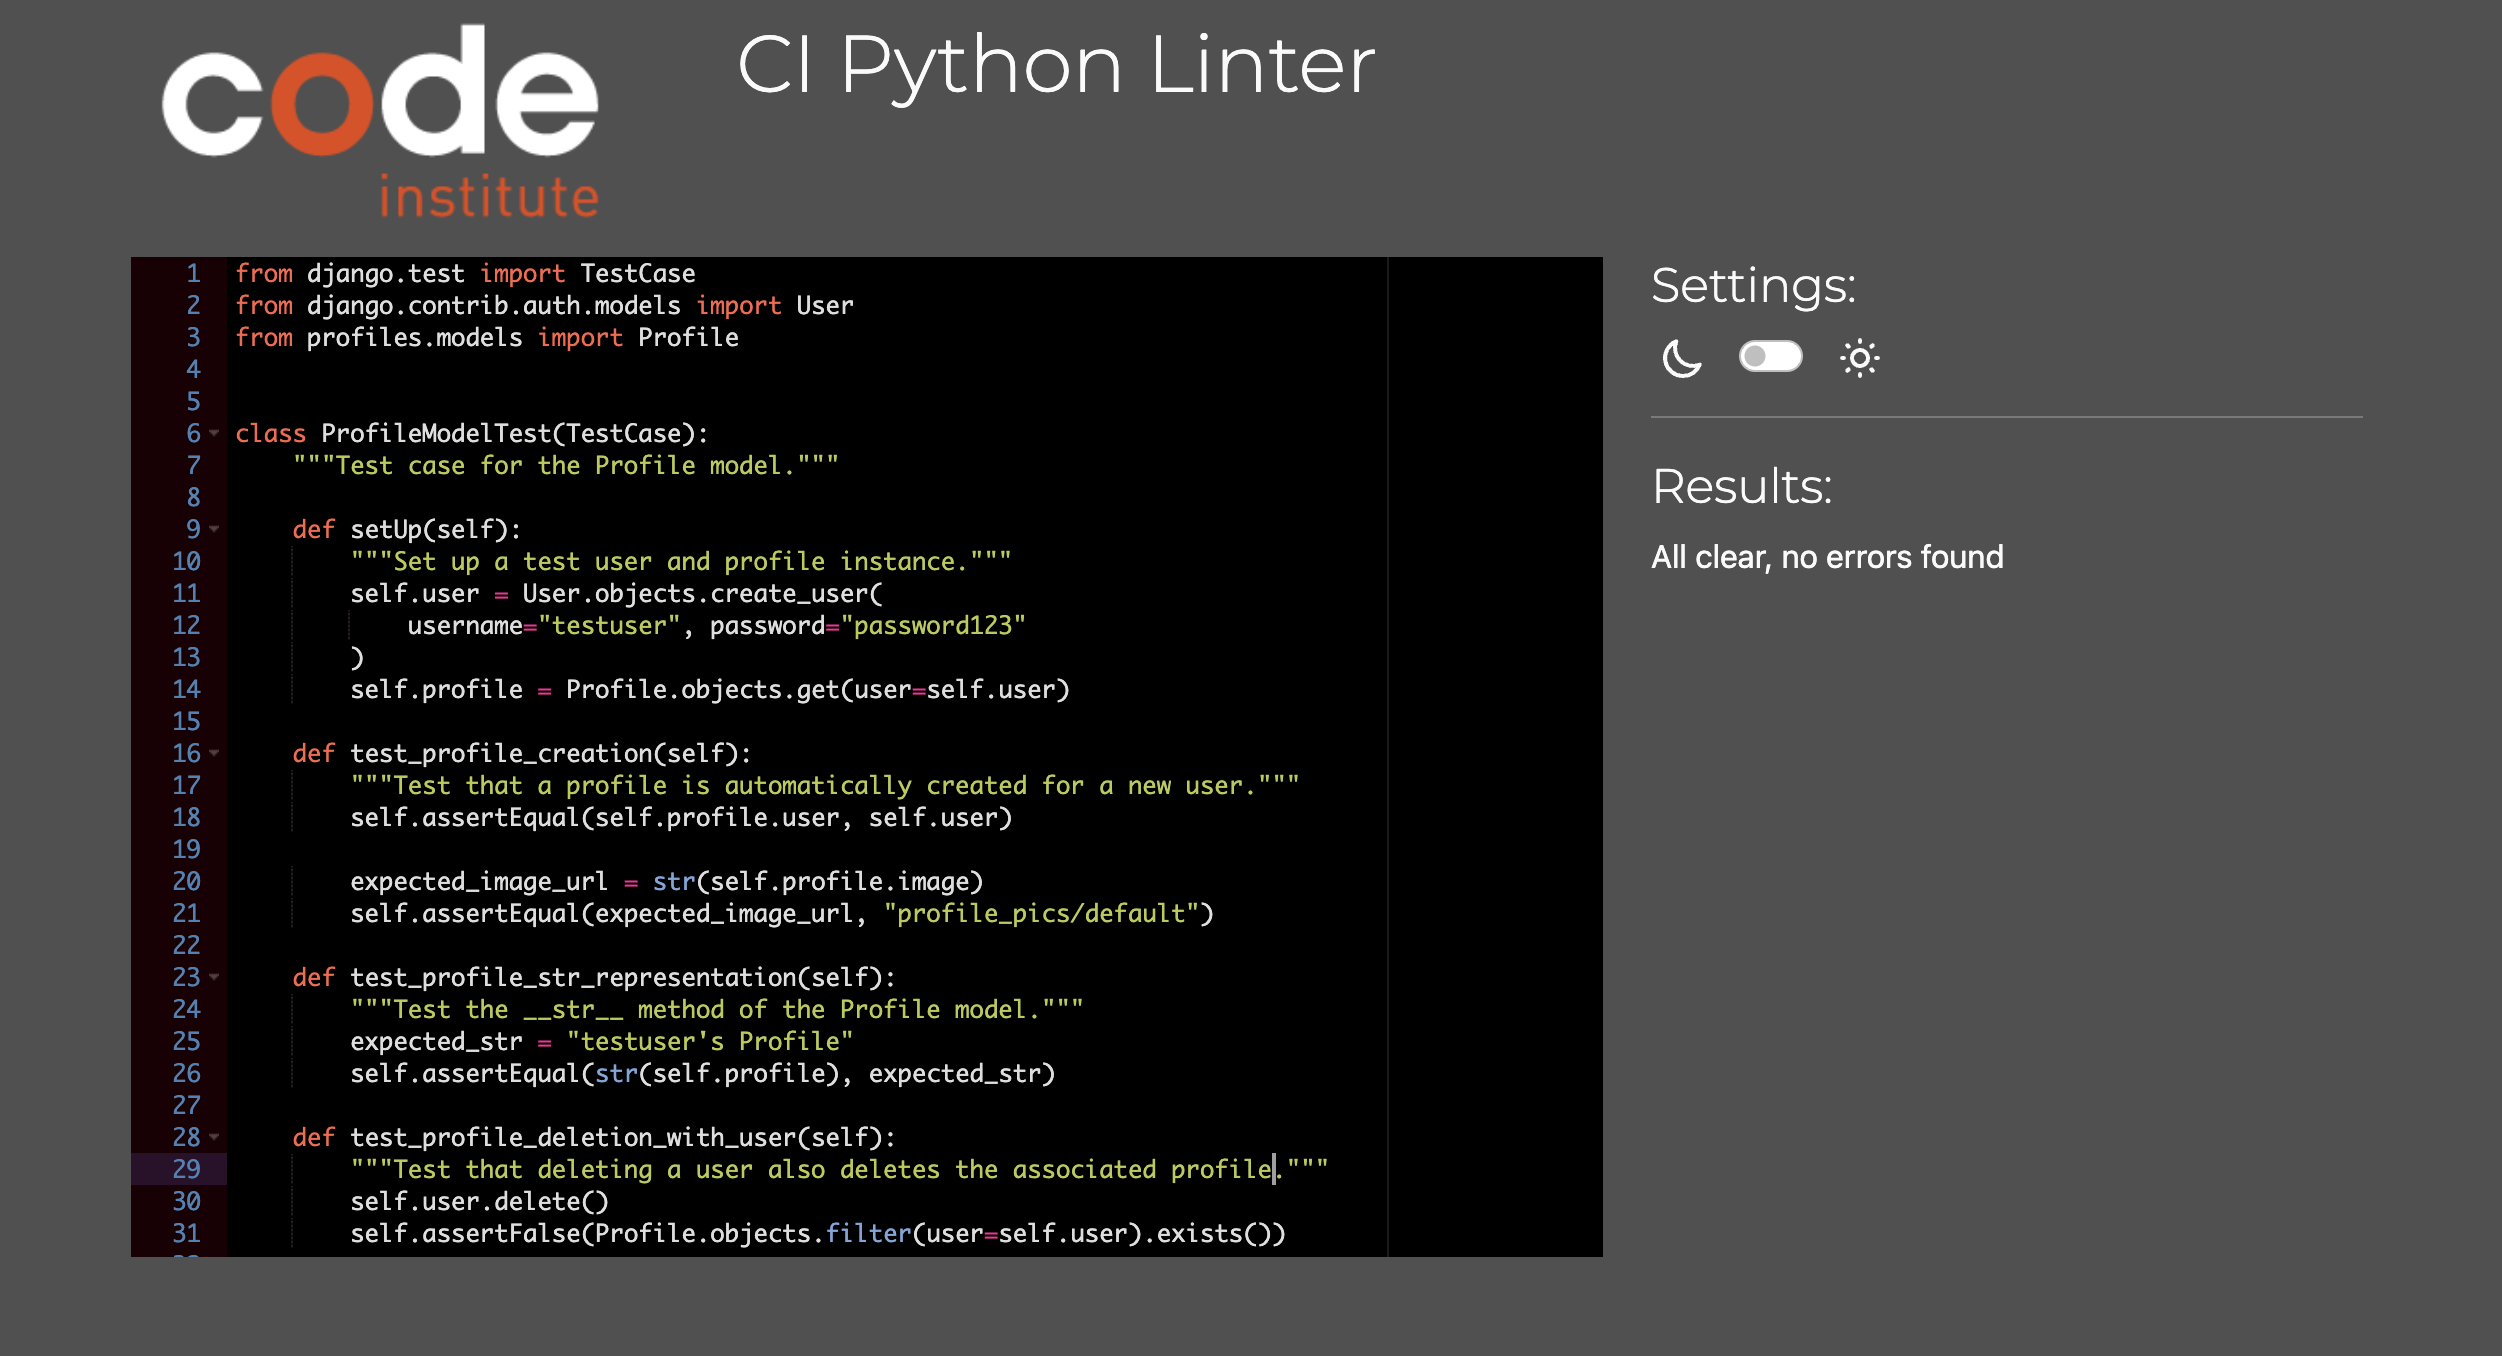 code
institute
CI Python Linter
1 from django.test import TestCase
2 from django.contrib.auth.models import User
3 from profiles.models import Profile
4
5
6 class ProfileModelTest(TestCase):
7     """Test case for the Profile model."""
8
9     def setUp(self):
10         """Set up a test user and profile instance."""
11         self.user = User.objects.create_user(
12             username="testuser", password="password123"
13         )
14         self.profile = Profile.objects.get(user=self.user)
15
16     def test_profile_creation(self):
17         """Test that a profile is automatically created for a new user."""
18         self.assertEqual(self.profile.user, self.user)
19
20         expected_image_url = str(self.profile.image)
21         self.assertEqual(expected_image_url, "profile_pics/default")
22
23     def test_profile_str_representation(self):
24         """Test the __str__ method of the Profile model."""
25         expected_str = "testuser's Profile"
26         self.assertEqual(str(self.profile), expected_str)
27
28     def test_profile_deletion_with_user(self):
29         """Test that deleting a user also deletes the associated profile."""
30         self.user.delete()
31         self.assertFalse(Profile.objects.filter(user=self.user).exists())
Settings:
Results:
All clear, no errors found